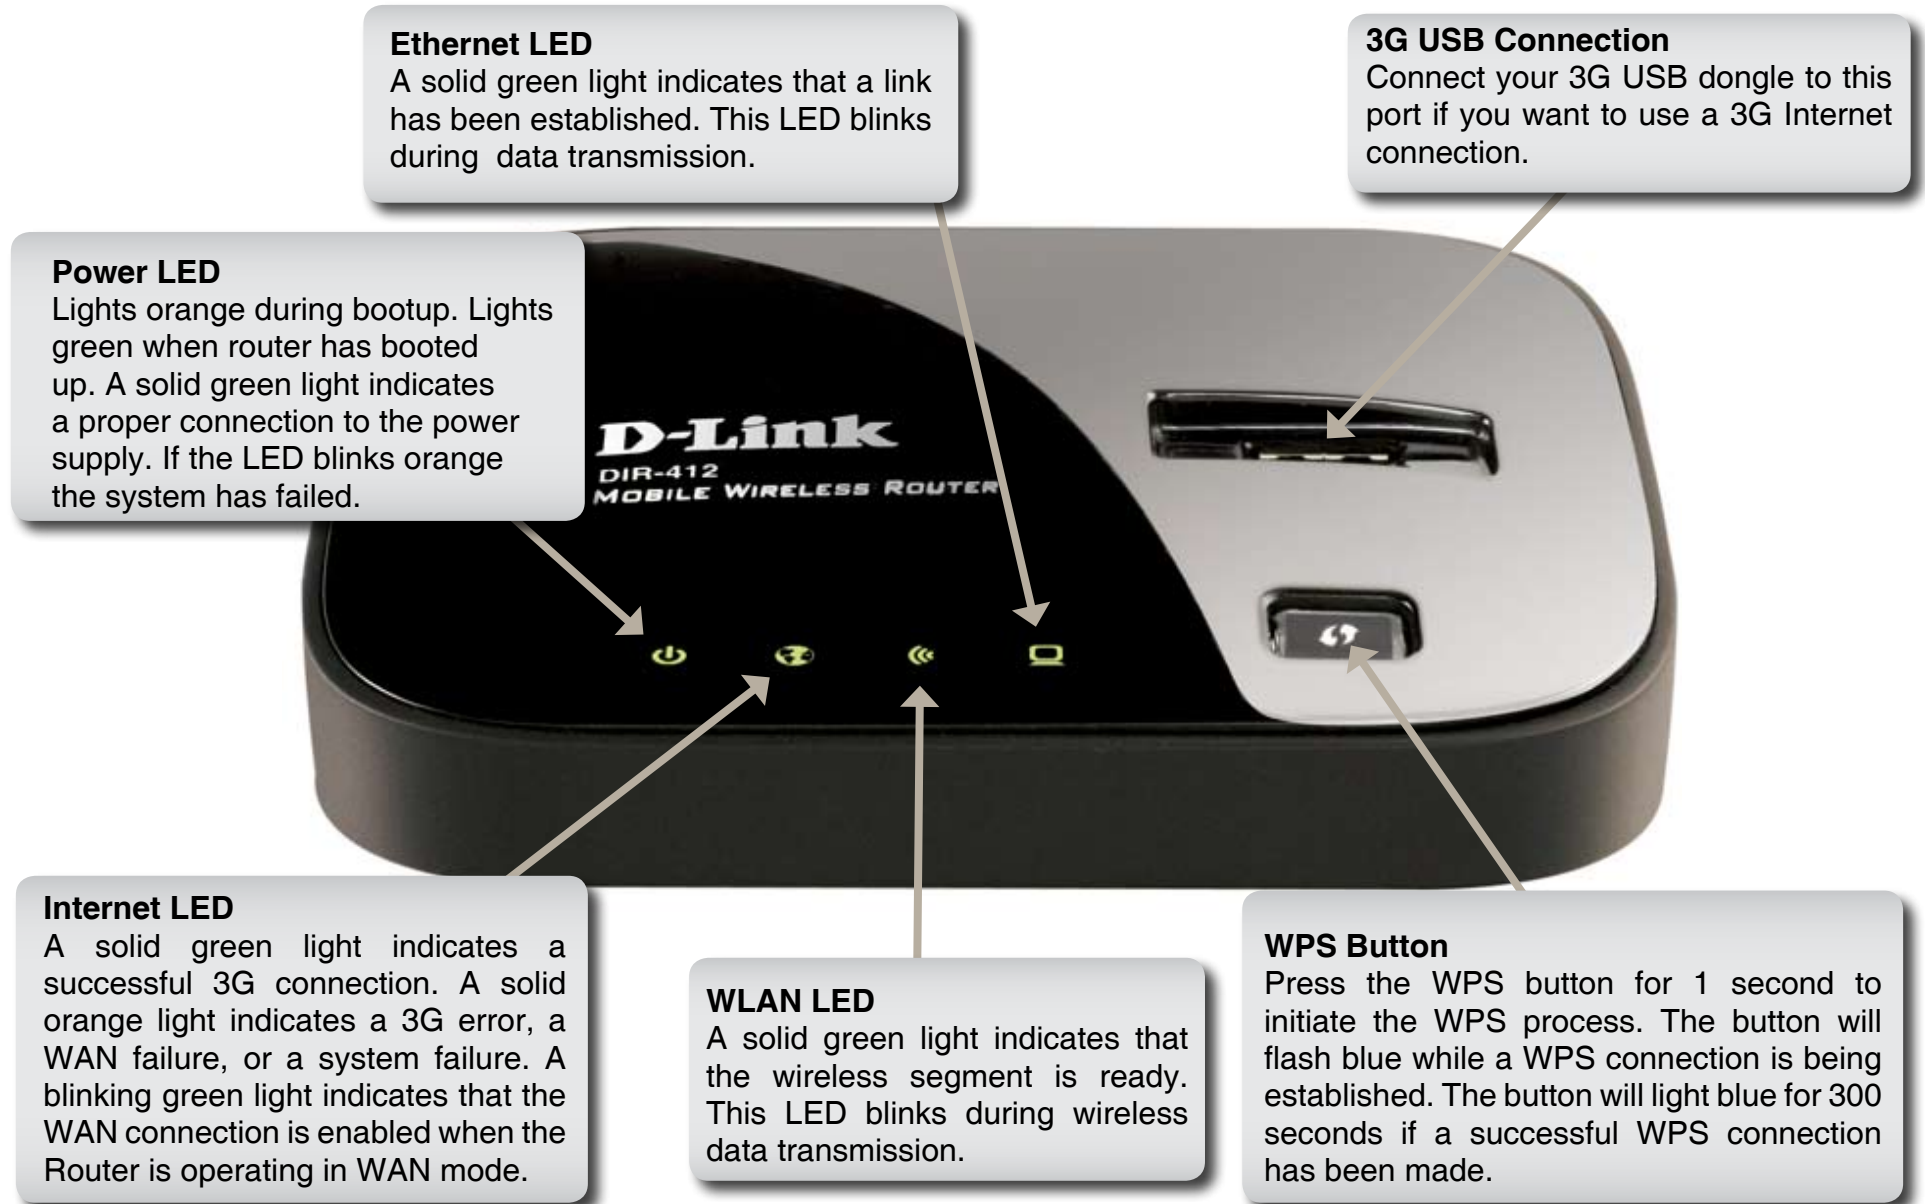 Ethernet LED
A solid green light indicates that a link
has been established. This LED blinks
during  data transmission.
3G USB Connection
Connect your 3G USB dongle to this
port if you want to use a 3G Internet
connection.
Power LED
Lights orange during bootup. Lights
green when router has booted
up. A solid green light indicates
a proper connection to the power
supply. If the LED blinks orange
the system has failed.
D-Link
DIR-412
MOBILE WIRELESS ROUTER
Internet LED
A solid green light indicates a
successful 3G connection. A solid
orange light indicates a 3G error, a
WAN failure, or a system failure. A
blinking green light indicates that the
WAN connection is enabled when the
Router is operating in WAN mode.
WLAN LED
A solid green light indicates that
the wireless segment is ready.
This LED blinks during wireless
data transmission.
WPS Button
Press the WPS button for 1 second to
initiate the WPS process. The button will
flash blue while a WPS connection is being
established. The button will light blue for 300
seconds if a successful WPS connection
has been made.